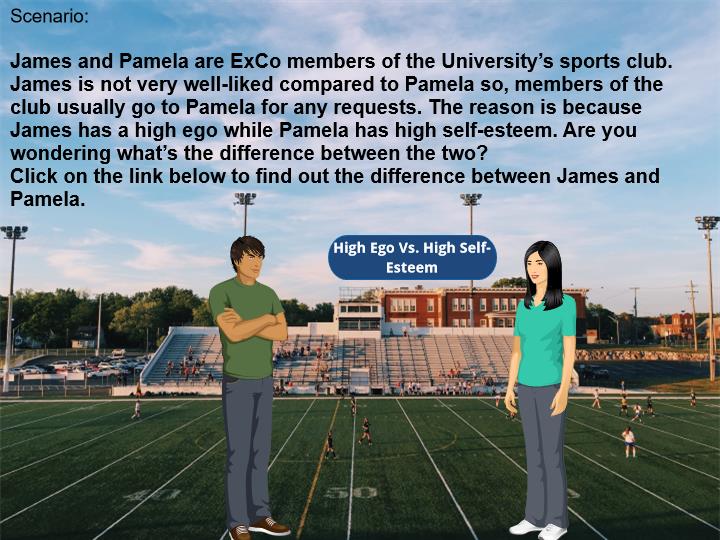 Scenario:
James and Pamela are ExCo members of the University’s sports club.
James is not very well-liked compared to Pamela so, members of the
club usually go to Pamela for any requests. The reason is because
James has a high ego while Pamela has high self-esteem. Are you
wondering what’s the difference between the two?
Click on the link below to find out the difference between James and
Pamela.
High Ego Vs. High Self-
Esteem
50